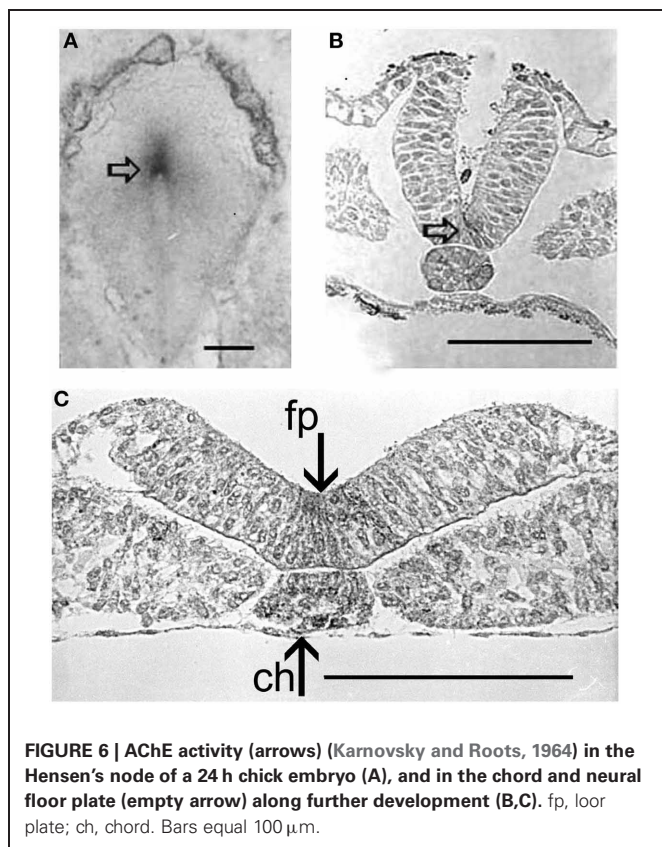 A
B
C
fp
ch
FIGURE 6 | AChE activity (arrows) (Karnovsky and Roots, 1964) in the
Hensen's node of a 24 h chick embryo (A), and in the chord and neural
floor plate (empty arrow) along further development (B,C). fp, loor
plate; ch, chord. Bars equal 100 μm.